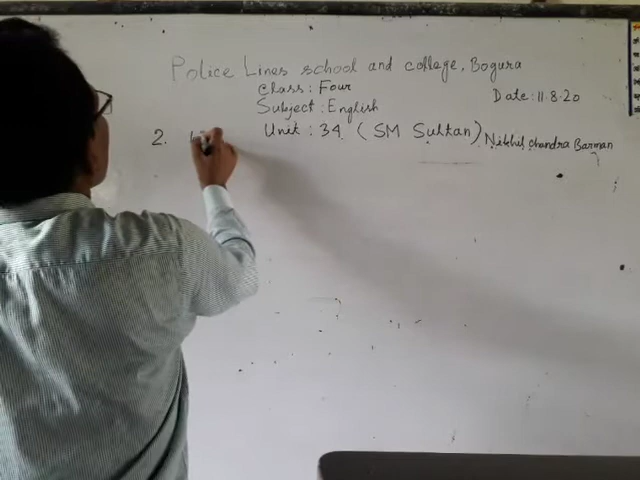 Police Lines school and college, Bogura
Class : Four
Date : 11.8.20
Subject : English
Unit : 34 ( SM Sultan)
Nikhil chandra Barman
2.